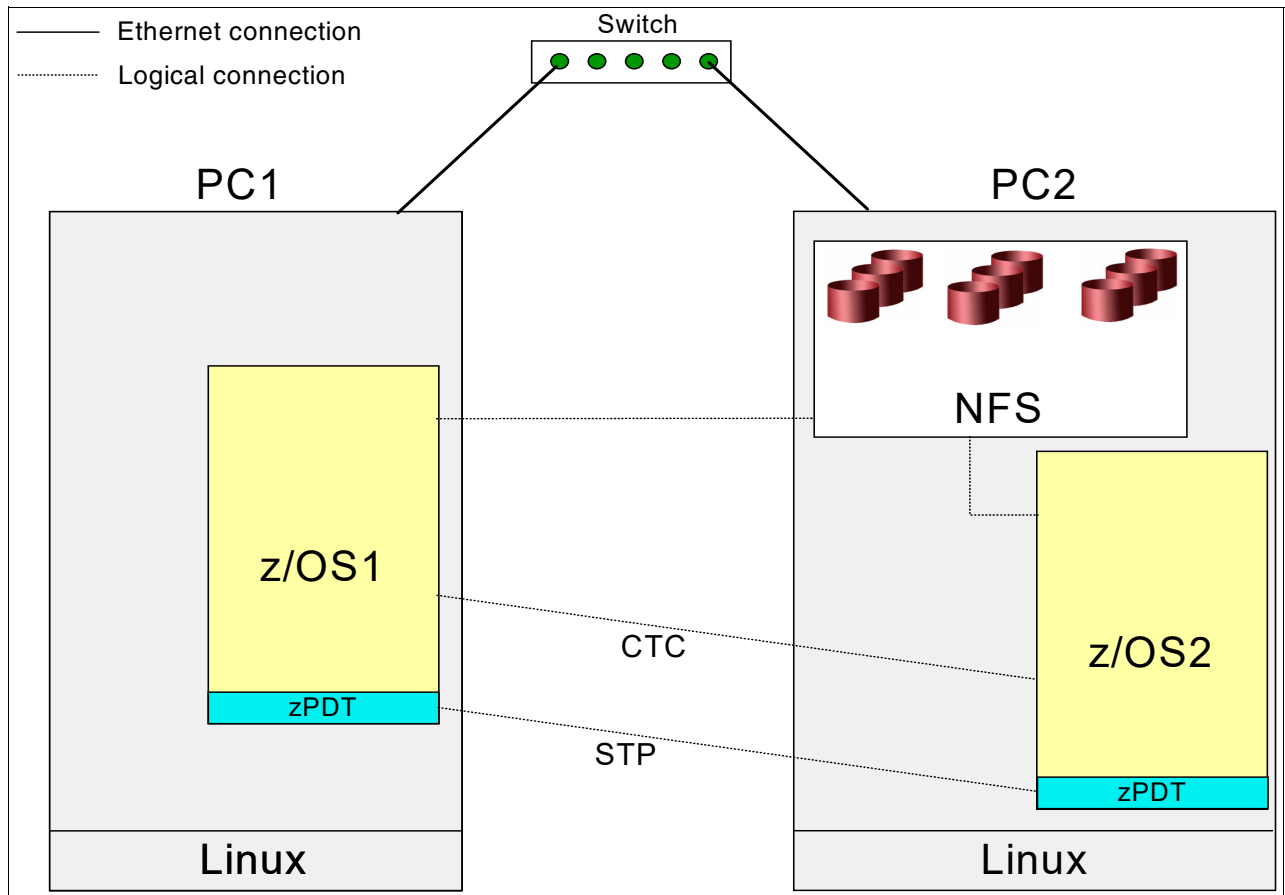 Ethernet connection
Logical connection
Switch
PC1
PC2
NFS
z/OS1
z/OS2
CTC
zPDT
STP
zPDT
Linux
Linux